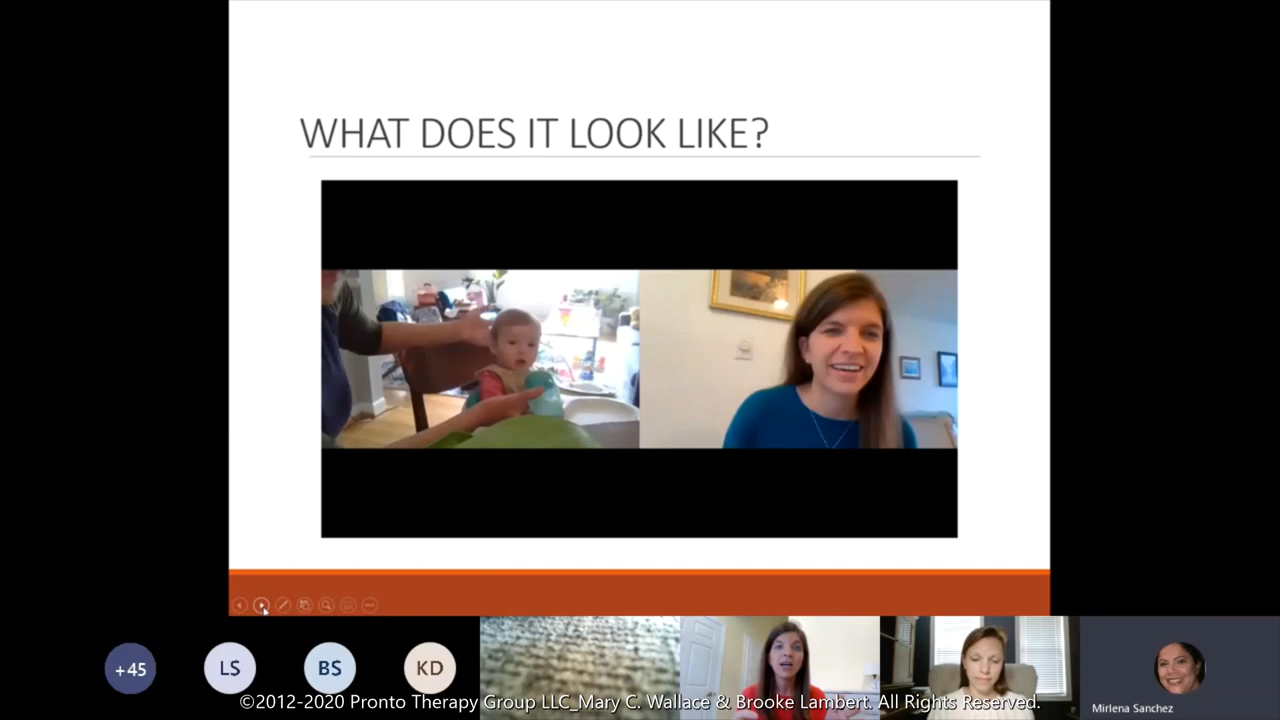 WHAT DOES IT LOOK LIKE?
+45
LS
BS
KD
Mirlena Sanchez
©2012-2020 Pronto Therapy Group LLC_Mary C. Wallace & Brooke Lambert. All Rights Reserved.